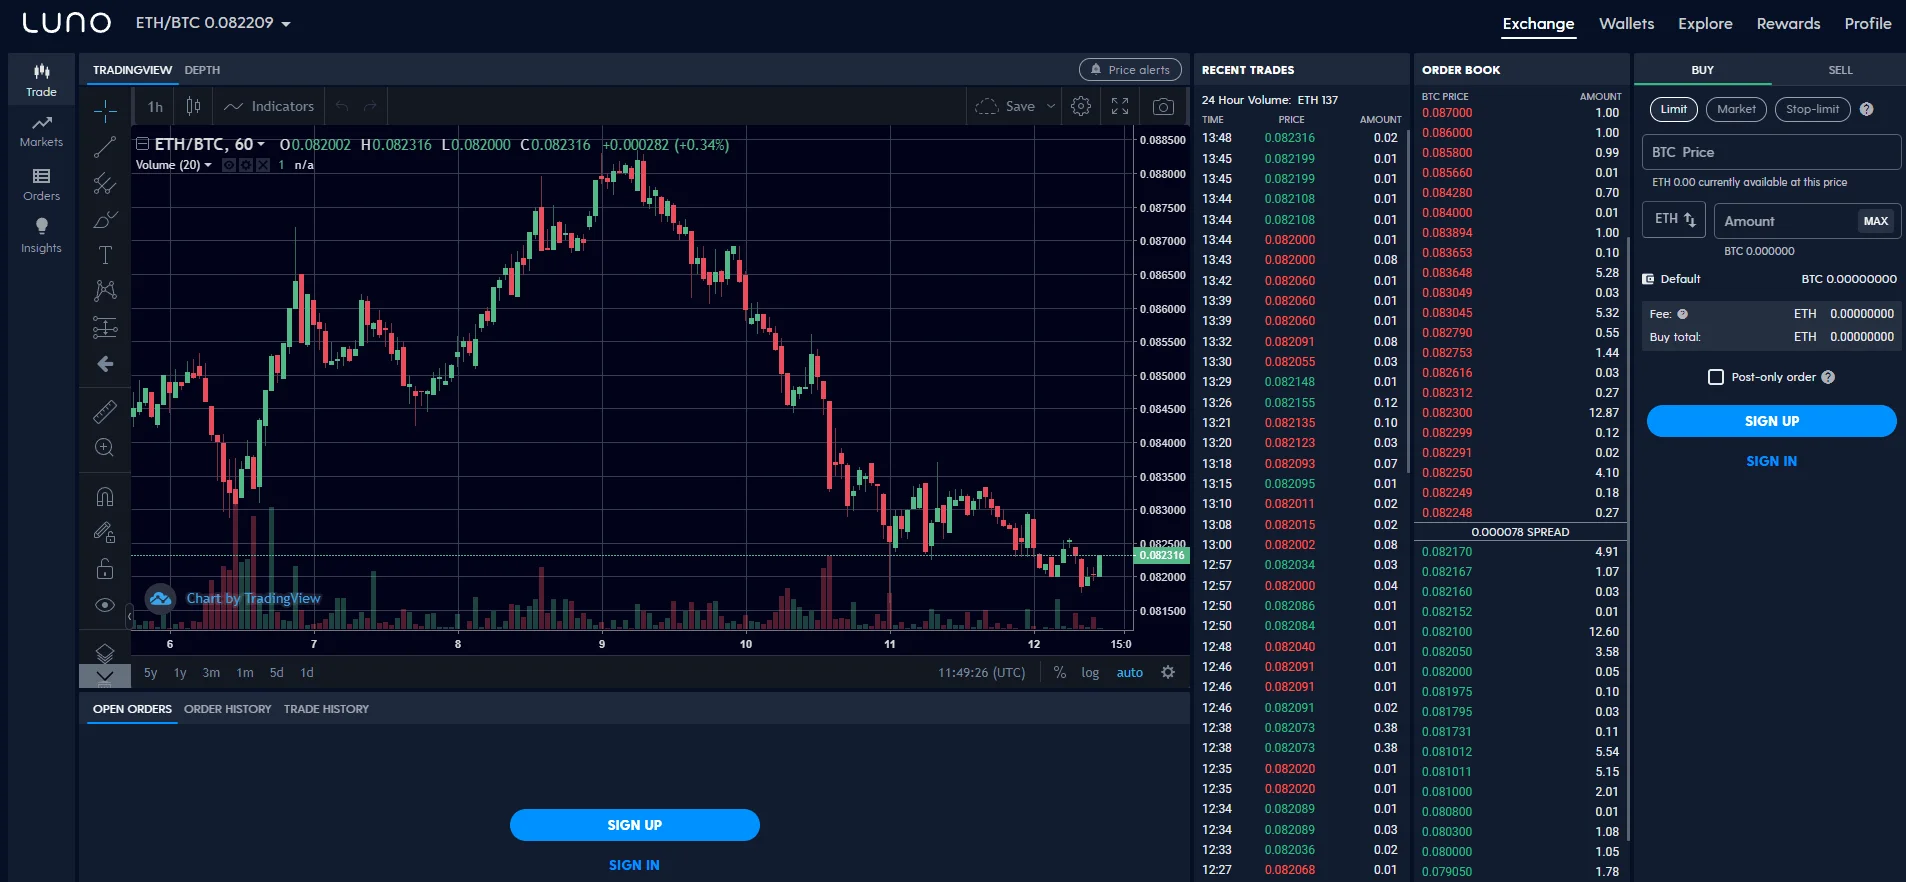 LUNO
ETH/BTC 0.082209
Exchange Wallets Explore Rewards Profile
Trade
Markets
Orders
Insights
TRADINGVIEW DEPTH
Price alerts
1h Indicators Save
ETH/BTC, 60 O0.082002 H0.082316 L0.082000 C0.082316 +0.000282 (+0.34%)
Volume (20) 1 n/a
0.088500
0.088000
0.087500
0.087000
0.086500
0.086000
0.085500
0.085000
0.084500
0.084000
0.083500
0.083000
0.082500
0.082316
0.082000
0.081500
Chart by TradingView
6 7 8 9 10 11 12 15:0
5y 1y 3m 1m 5d 1d
11:49:26 (UTC) % log auto
OPEN ORDERS ORDER HISTORY TRADE HISTORY
SIGN UP
SIGN IN
RECENT TRADES
24 Hour Volume: ETH 137
TIME PRICE AMOUNT
13:48 0.082316 0.02
13:45 0.082199 0.01
13:45 0.082199 0.01
13:44 0.082108 0.01
13:44 0.082108 0.01
13:44 0.082000 0.01
13:43 0.082000 0.08
13:42 0.082060 0.01
13:39 0.082060 0.01
13:39 0.082060 0.01
13:32 0.082091 0.08
13:30 0.082055 0.03
13:29 0.082148 0.01
13:26 0.082155 0.12
13:21 0.082135 0.10
13:20 0.082123 0.03
13:18 0.082093 0.07
13:15 0.082095 0.01
13:10 0.082011 0.02
13:08 0.082015 0.02
13:00 0.082002 0.08
12:57 0.082034 0.03
12:57 0.082000 0.04
12:50 0.082086 0.01
12:50 0.082084 0.01
12:48 0.082040 0.01
12:46 0.082091 0.01
12:46 0.082091 0.01
12:46 0.082091 0.02
12:38 0.082073 0.38
12:38 0.082073 0.38
12:35 0.082020 0.01
12:35 0.082020 0.01
12:34 0.082089 0.01
12:34 0.082089 0.03
12:33 0.082036 0.02
12:27 0.082068 0.01
ORDER BOOK
BTC PRICE AMOUNT
0.087000 1.00
0.086000 1.00
0.085800 0.99
0.085660 0.01
0.084280 0.70
0.084000 0.01
0.083894 1.00
0.083653 0.10
0.083648 5.28
0.083049 0.03
0.083045 5.32
0.082790 0.55
0.082753 1.44
0.082616 0.03
0.082312 0.27
0.082300 12.87
0.082299 0.12
0.082291 0.02
0.082250 4.10
0.082249 0.18
0.082248 0.27
0.000078 SPREAD
0.082170 4.91
0.082167 1.07
0.082160 0.03
0.082152 0.01
0.082100 12.60
0.082050 3.58
0.082000 0.05
0.081975 0.10
0.081795 0.03
0.081731 0.11
0.081012 5.54
0.081011 5.15
0.081000 2.01
0.080800 0.01
0.080300 1.08
0.080000 1.05
0.079050 1.78
BUY SELL
Limit Market Stop-limit ?
BTC Price
ETH 0.00 currently available at this price
ETH Amount MAX
BTC 0.000000
Default BTC 0.00000000
Fee: ? ETH 0.00000000
Buy total: ETH 0.00000000
Post-only order ?
SIGN UP
SIGN IN